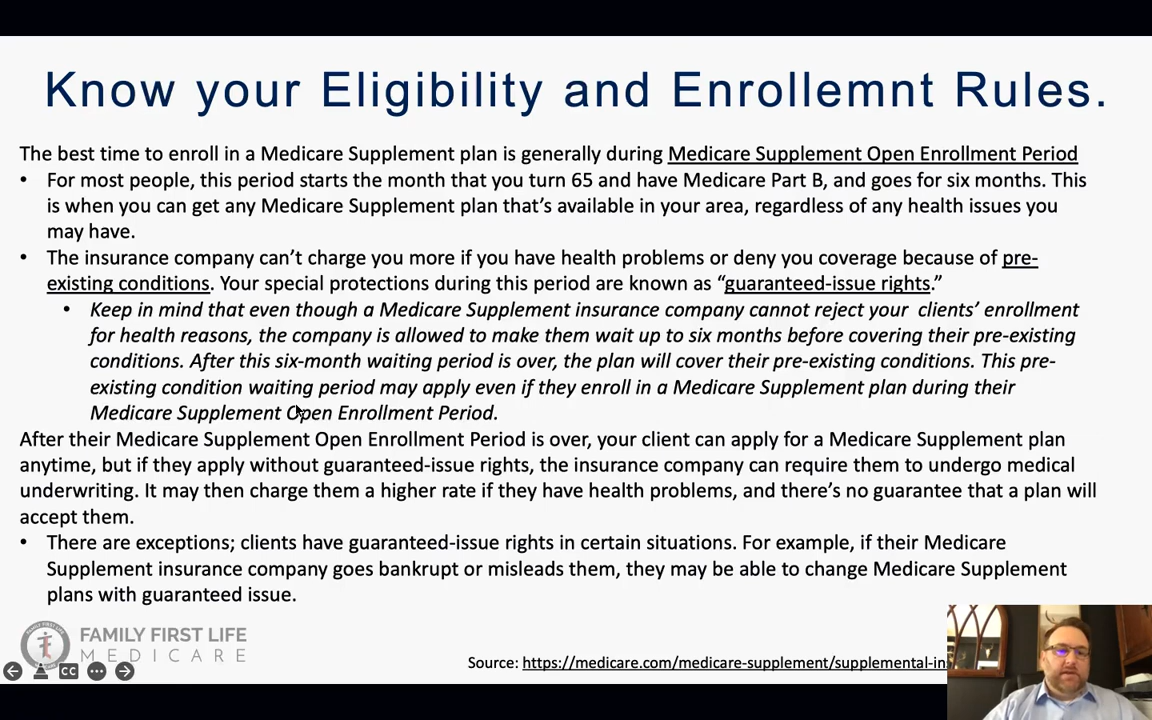 Know your Eligibility and Enrollemnt Rules.
The best time to enroll in a Medicare Supplement plan is generally during Medicare Supplement Open Enrollment Period
• For most people, this period starts the month that you turn 65 and have Medicare Part B, and goes for six months. This
is when you can get any Medicare Supplement plan that’s available in your area, regardless of any health issues you
may have.
• The insurance company can’t charge you more if you have health problems or deny you coverage because of pre-
existing conditions. Your special protections during this period are known as “guaranteed-issue rights.”
• Keep in mind that even though a Medicare Supplement insurance company cannot reject your clients’ enrollment
for health reasons, the company is allowed to make them wait up to six months before covering their pre-existing
conditions. After this six-month waiting period is over, the plan will cover their pre-existing conditions. This pre-
existing condition waiting period may apply even if they enroll in a Medicare Supplement plan during their
Medicare Supplement Open Enrollment Period.
After their Medicare Supplement Open Enrollment Period is over, your client can apply for a Medicare Supplement plan
anytime, but if they apply without guaranteed-issue rights, the insurance company can require them to undergo medical
underwriting. It may then charge them a higher rate if they have health problems, and there’s no guarantee that a plan will
accept them.
• There are exceptions; clients have guaranteed-issue rights in certain situations. For example, if their Medicare
Supplement insurance company goes bankrupt or misleads them, they may be able to change Medicare Supplement
plans with guaranteed issue.
FAMILY FIRST LIFE
MEDICARE
CC
Source: https://medicare.com/medicare-supplement/supplemental-in